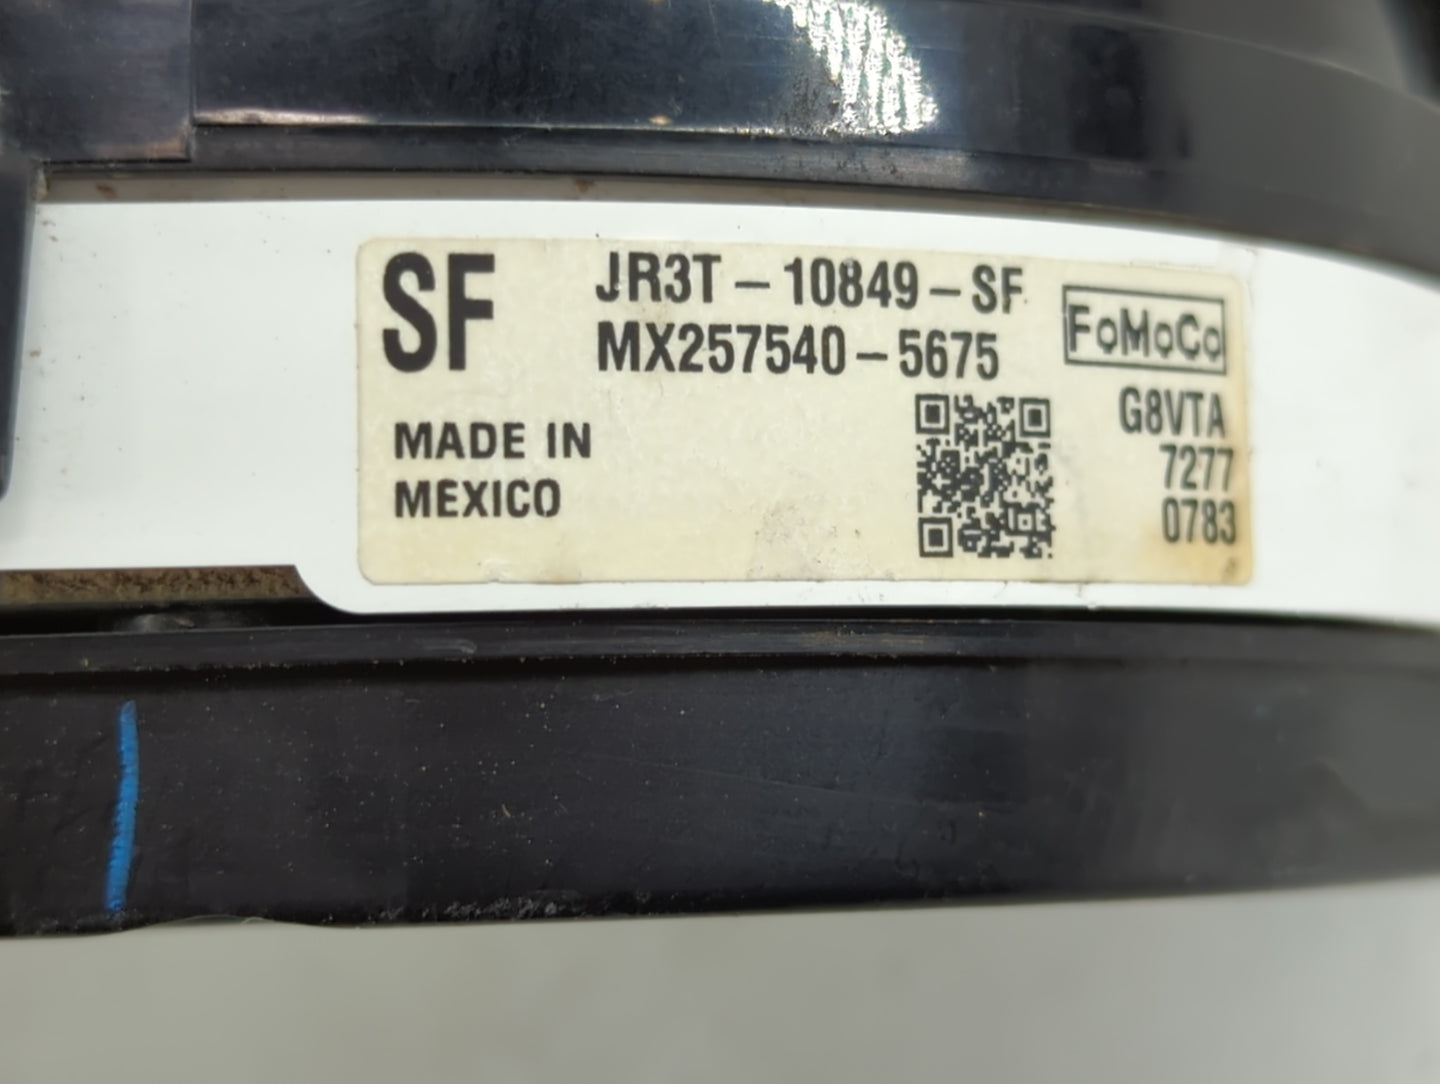 SF
JR3T-10849-SF
MX257540-5675
FoMoCo
G8VTA
7277
0783
MADE IN
MEXICO